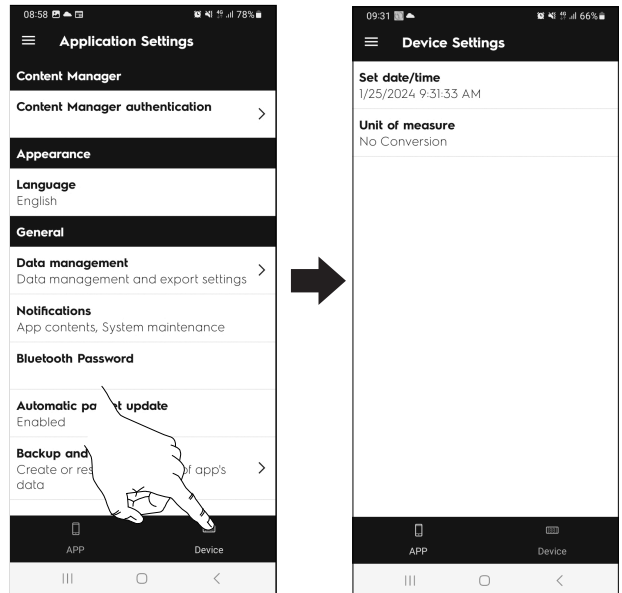 08:58 78%
Application Settings
Content Manager
Content Manager authentication
Appearance
Language
English
General
Data management
Data management and export settings
Notifications
App contents, System maintenance
Bluetooth Password
Automatic pa et update
Enabled
Backup and
Create or res of app's
data
APP Device
09:31 66%
Device Settings
Set date/time
1/25/2024 9:31:33 AM
Unit of measure
No Conversion
APP Device